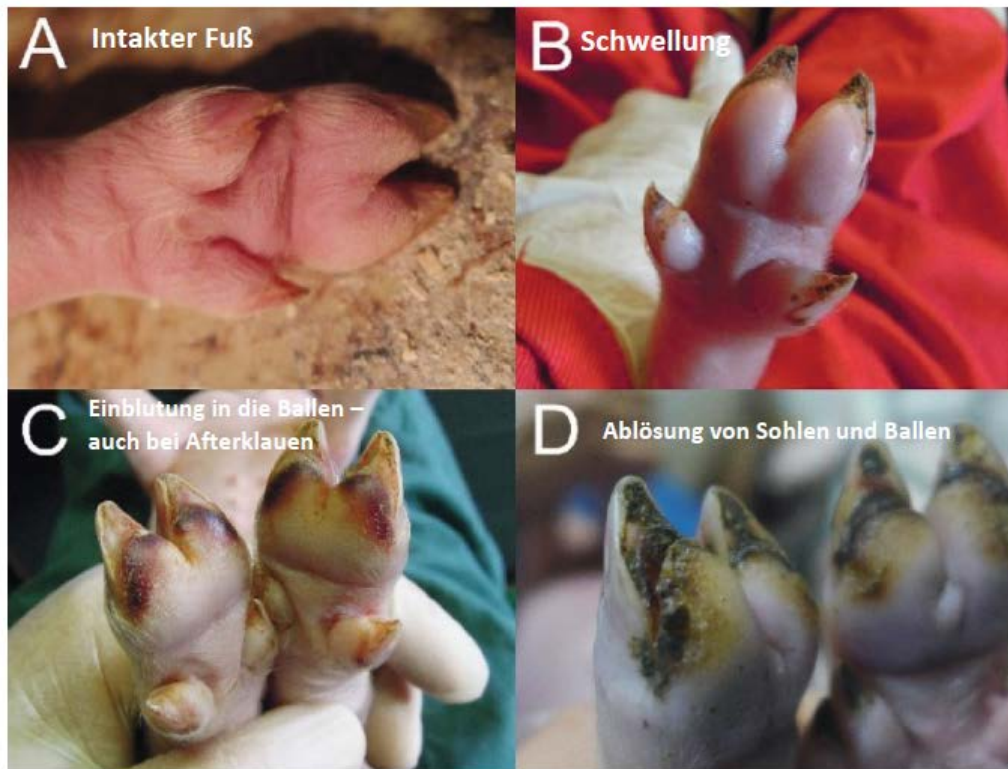 A Intakter Fuß
B Schwellung
C Einblutung in die Ballen –
auch bei Afterklauen
D Ablösung von Sohlen und Ballen